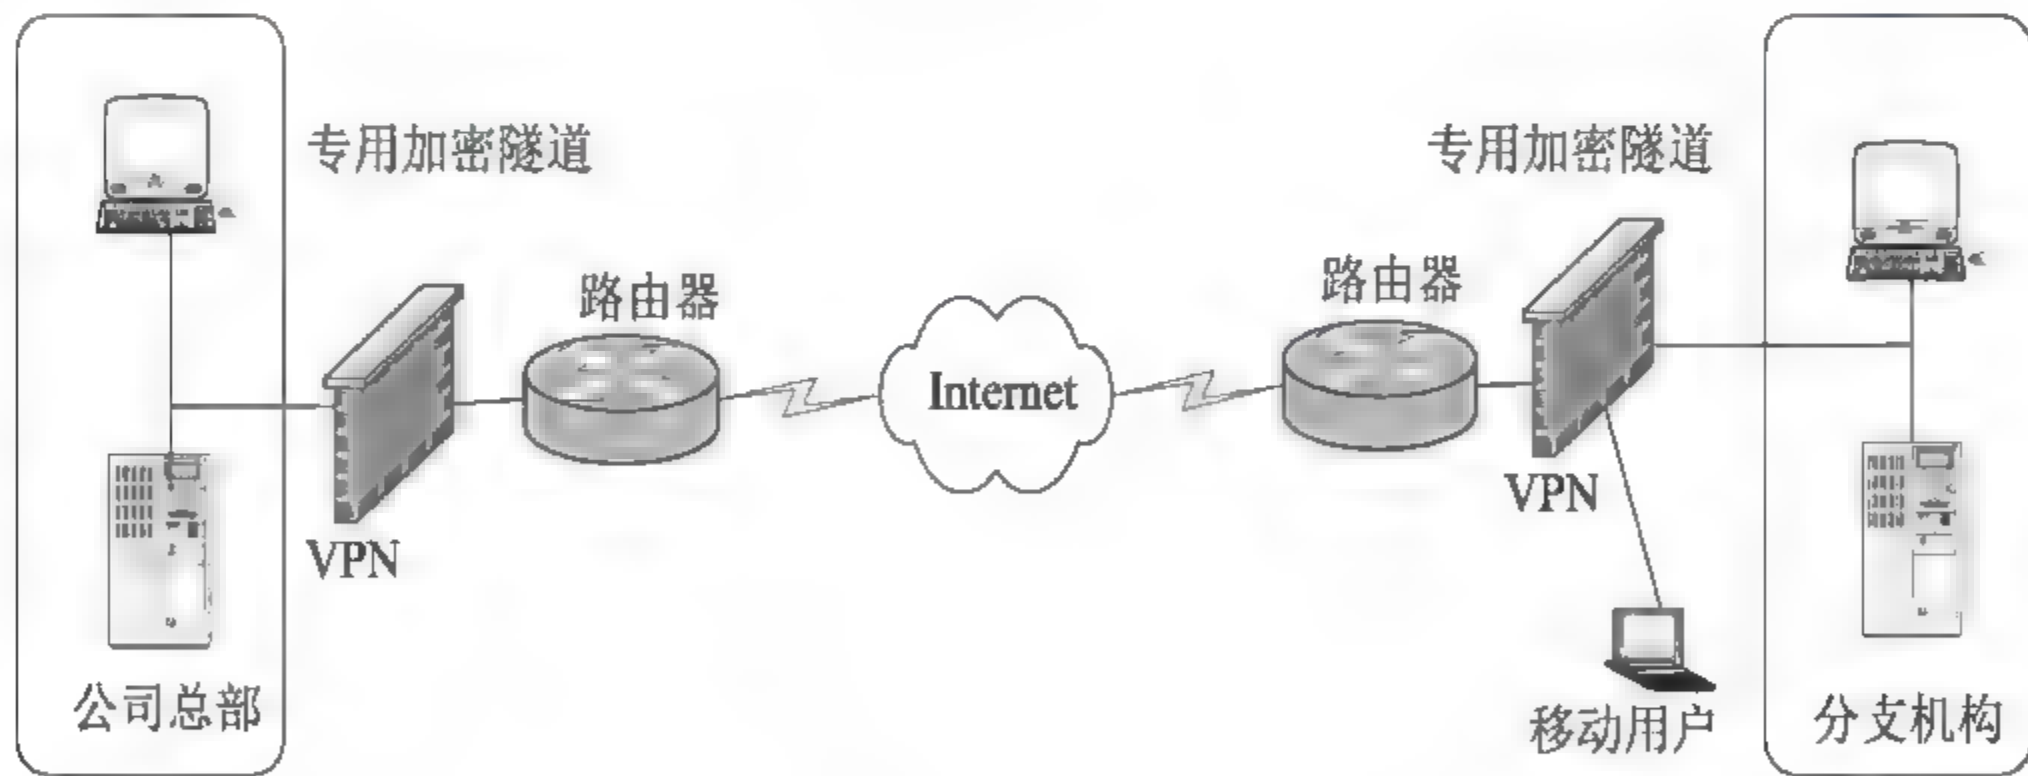 专用加密隧道
专用加密隧道
路由器
路由器
Internet
VPN
VPN
公司总部
移动用户
分支机构